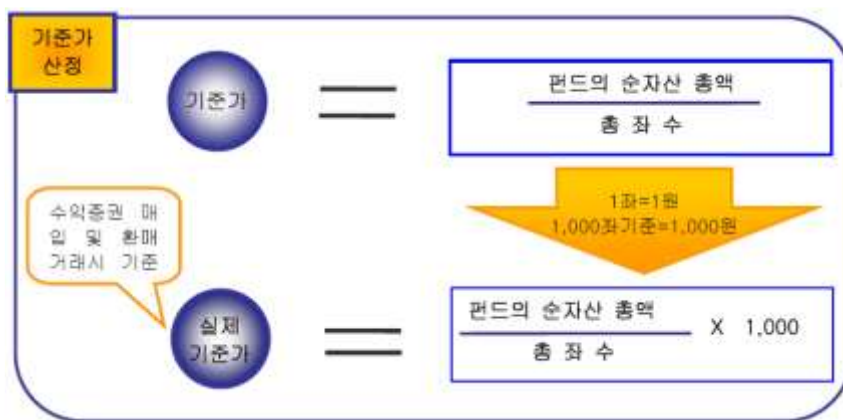 기준가
산정
기준가
펀드의 순자산 총액
총 좌 수
1좌=1원
1,000좌기준=1,000원
수익증권 매
입 및 환매
거래시 기준
실제
기준가
펀드의 순자산 총액
총 좌 수
X 1,000